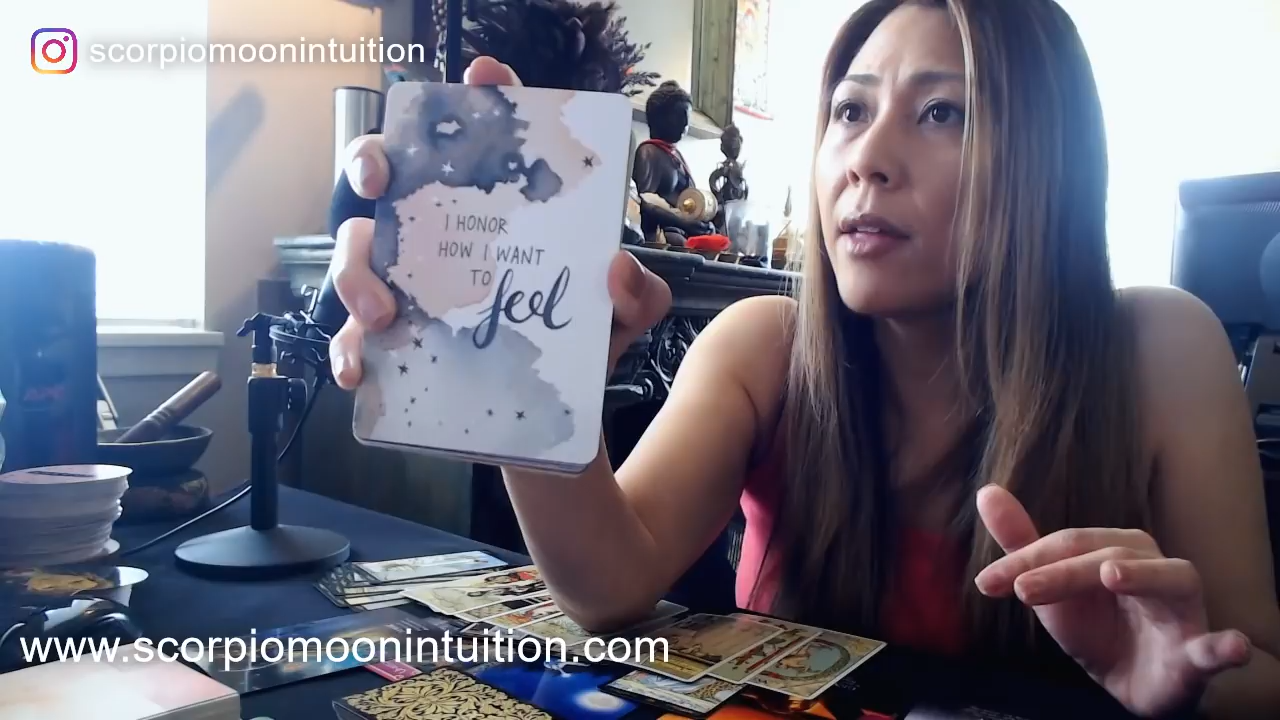 scorpiomoonintuition
I HONOR
HOW I WANT
TO feel
www.scorpiomoonintuition.com